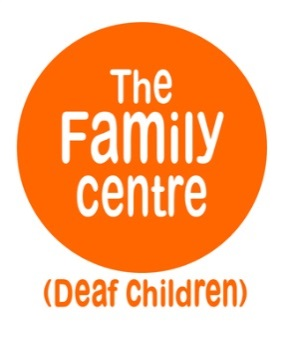 The
Family
centre
(Deaf Children)